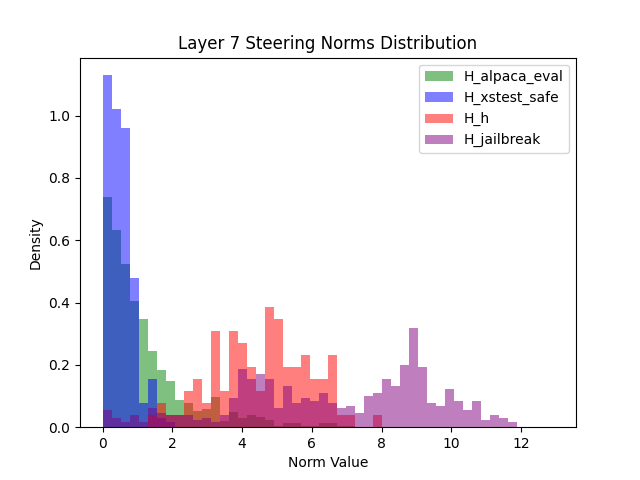 Layer 7 Steering Norms Distribution
H_alpaca_eval
H_xstest_safe
H_h
H_jailbreak
Density
1.0
0.8
0.6
0.4
0.2
0.0
0 2 4 6 8 10 12
Norm Value